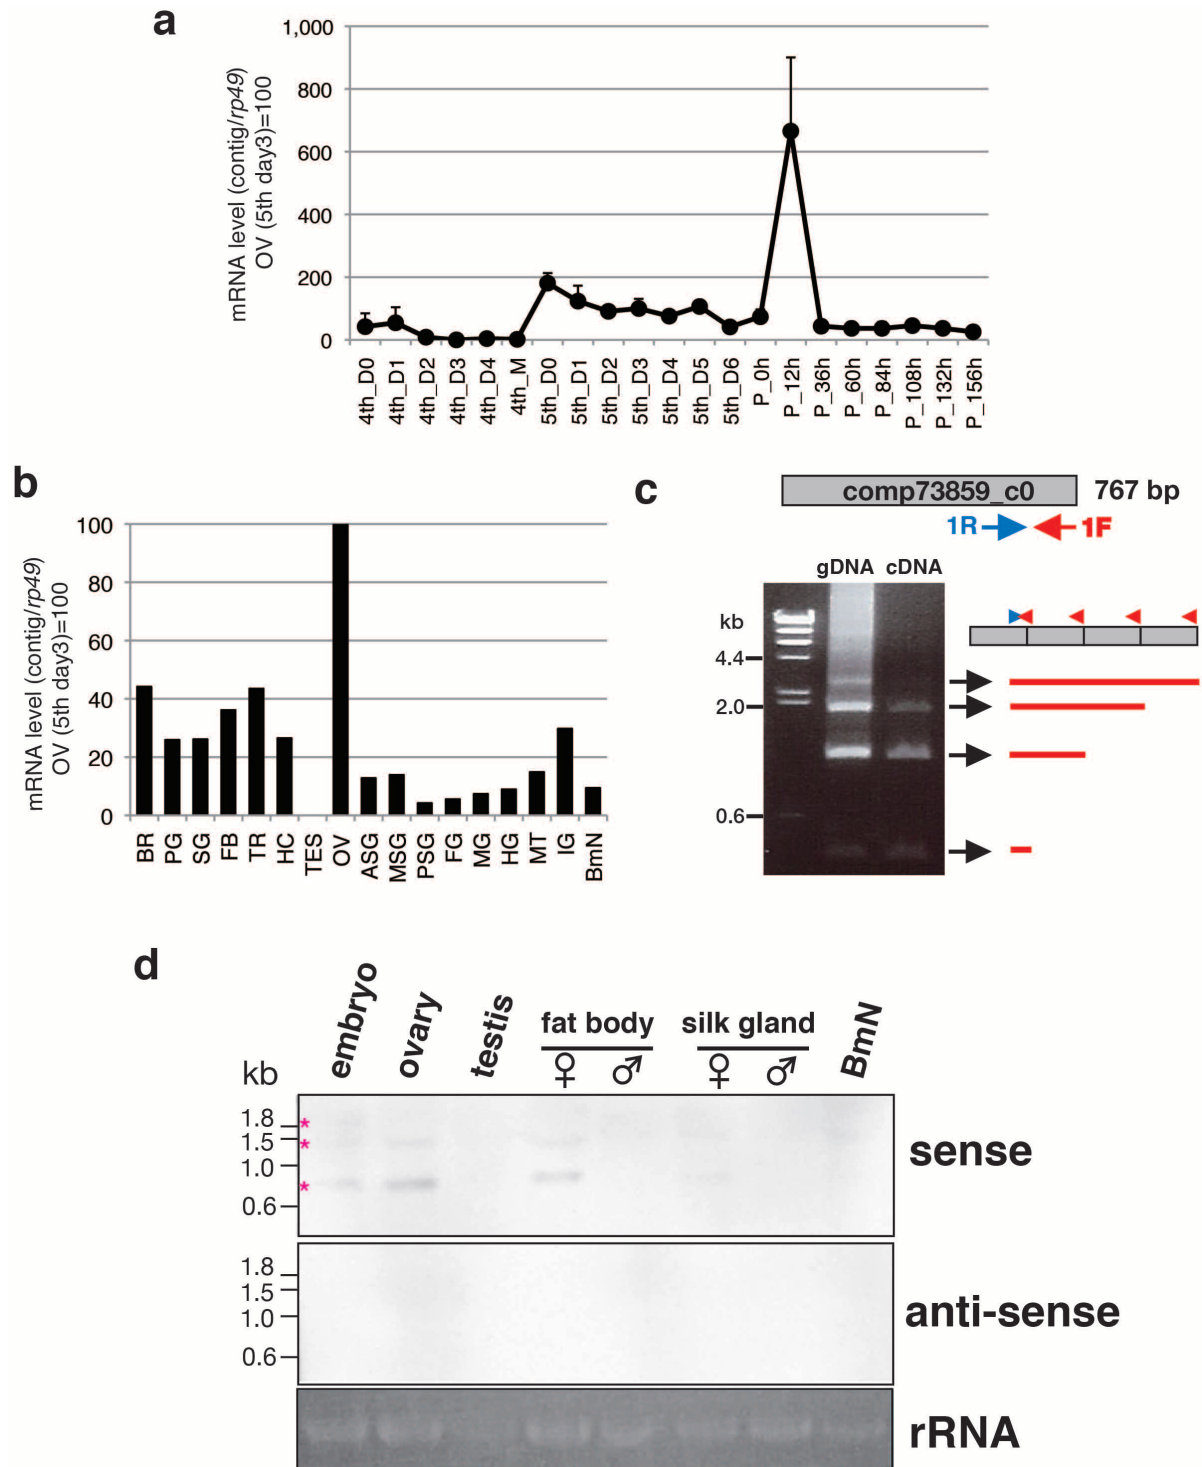 a
mRNA level (contig/rp49)
OV (5th day3)=100
1,000
800
600
400
200
0
4th_D0
4th_D1
4th_D2
4th_D3
4th_D4
4th_M
5th_D0
5th_D1
5th_D2
5th_D3
5th_D4
5th_D5
5th_D6
P_0h
P_12h
P_36h
P_60h
P_84h
P_108h
P_132h
P_156h
b
mRNA level (contig/rp49)
OV (5th day3)=100
100
80
60
40
20
0
BR
PG
SG
FB
TR
HC
TES
OV
ASG
MSG
PSG
FG
MG
HG
MT
IG
BmN
c
comp73859_c0 767 bp
1R 1F
gDNA cDNA
kb
4.4
2.0
0.6
d
embryo
ovary
testis
fat body
♀ ♂
silk gland
♀ ♂
BmN
kb
1.8
*
1.5
*
1.0
*
0.6
sense
1.8
1.5
1.0
0.6
anti-sense
rRNA